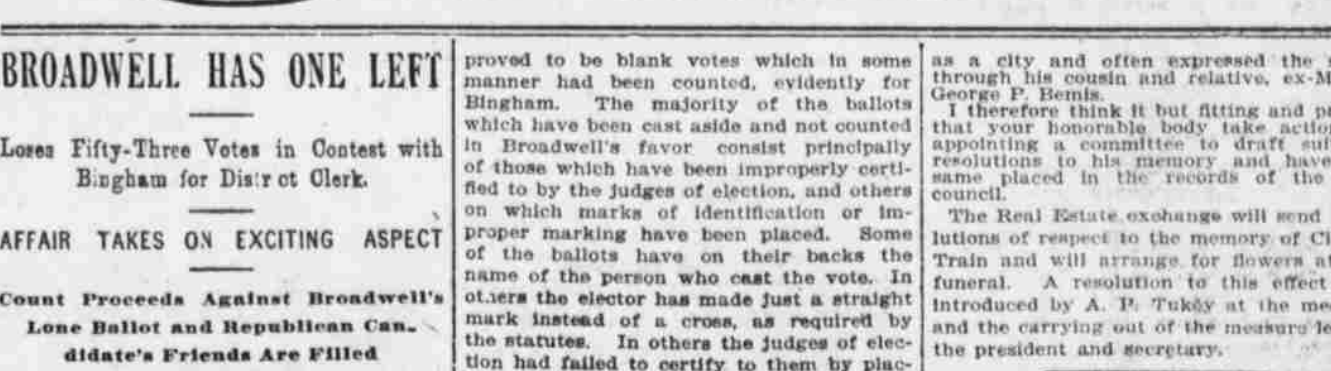 BROADWELL HAS ONE LEFT
Loses Fifty-Three Votes in Contest with
Bingham for Distr ct Clerk.
AFFAIR TAKES ON EXCITING ASPECT
Count Proceeds Against Broadwell's
Lone Ballot and Republican Can-
didate's Friends Are Filled
proved to be blank votes which in some
manner had been counted, evidently for
Bingham. The majority of the ballots
which have been cast aside and not counted
in Broadwell's favor consist principally
of those which have been improperly certi-
fied to by the judges of election, and others
on which marks of identification or im-
proper marking have been placed. Some
of the ballots have on their backs the
name of the person who cast the vote. In
others the elector has made just a straight
mark instead of a cross, as required by
the statutes. In others the judges of elec-
tion had failed to certify to them by plac-
as a city and often expressed the
through his cousin and relative, ex-M
George P. Bemis.
I therefore think it but fitting and p
that your honorable body take action
appointing a committee to draft sui
resolutions to his memory and have
same placed in the records of the
council.
The Real Estate exchange will send
lutions of respect to the memory of Ci
Train and will arrange for flowers at
funeral. A resolution to this effect
introduced by A. P. Tukey at the me
and the carrying out of the measure le
the president and secretary.